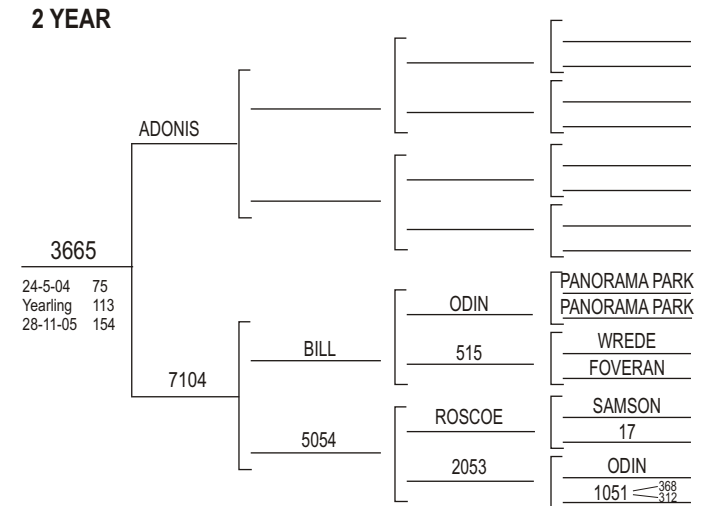 2 YEAR
ADONIS
3665
24-5-04 75
Yearling 113
28-11-05 154
7104
BILL
5054
ODIN
515
ROSCOE
2053
PANORAMA PARK
PANORAMA PARK
WREDE
FOVERAN
SAMSON
17
ODIN
1051
368
312